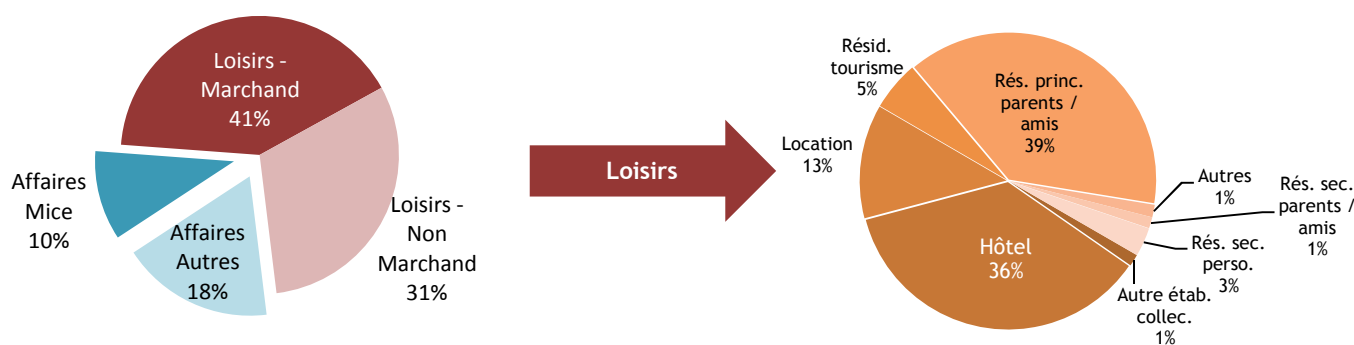 Loisirs -
Marchand
41%
Affaires
Mice
10%
Affaires
Autres
18%
Loisirs -
Non
Marchand
31%
Loisirs
Résid.
tourisme
5%
Location
13%
Rés. princ.
parents /
amis
39%
Autres
1%
Rés. sec.
parents /
amis
1%
Rés. sec.
perso.
3%
Autre étab.
collec.
1%
Hôtel
36%